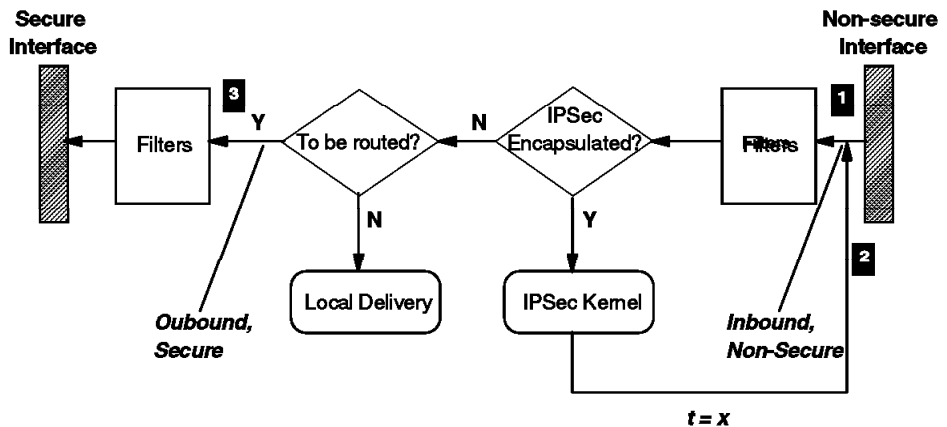 Secure
Interface
Non-secure
Interface
3
1
Y
Filters
To be routed?
N
IPSec
Encapsulated?
Filters
N
Y
2
Local Delivery
IPSec Kernel
Oubound,
Secure
Inbound,
Non-Secure
t = x